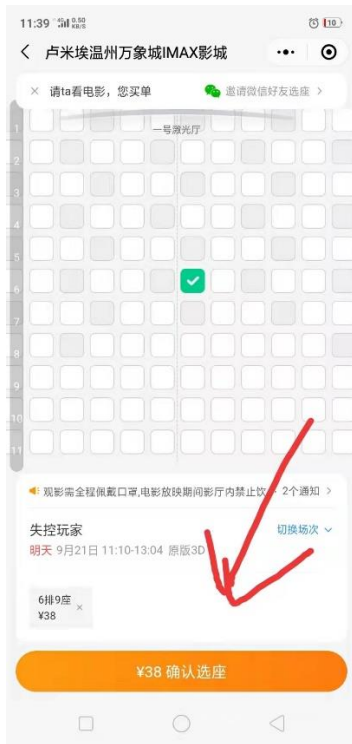 11:39 4G 0.50 KB/S 10
卢米埃温州万象城IMAX影城
× 请ta看电影，您买单 邀请微信好友选座 >
一号激光厅
1
2
3
4
5
6
7
8
9
10
11
观影需全程佩戴口罩,电影放映期间影厅内禁止饮 2个通知 >
失控玩家 切换场次
明天 9月21日 11:10-13:04 原版3D
6排9座 ×
¥38
¥38 确认选座